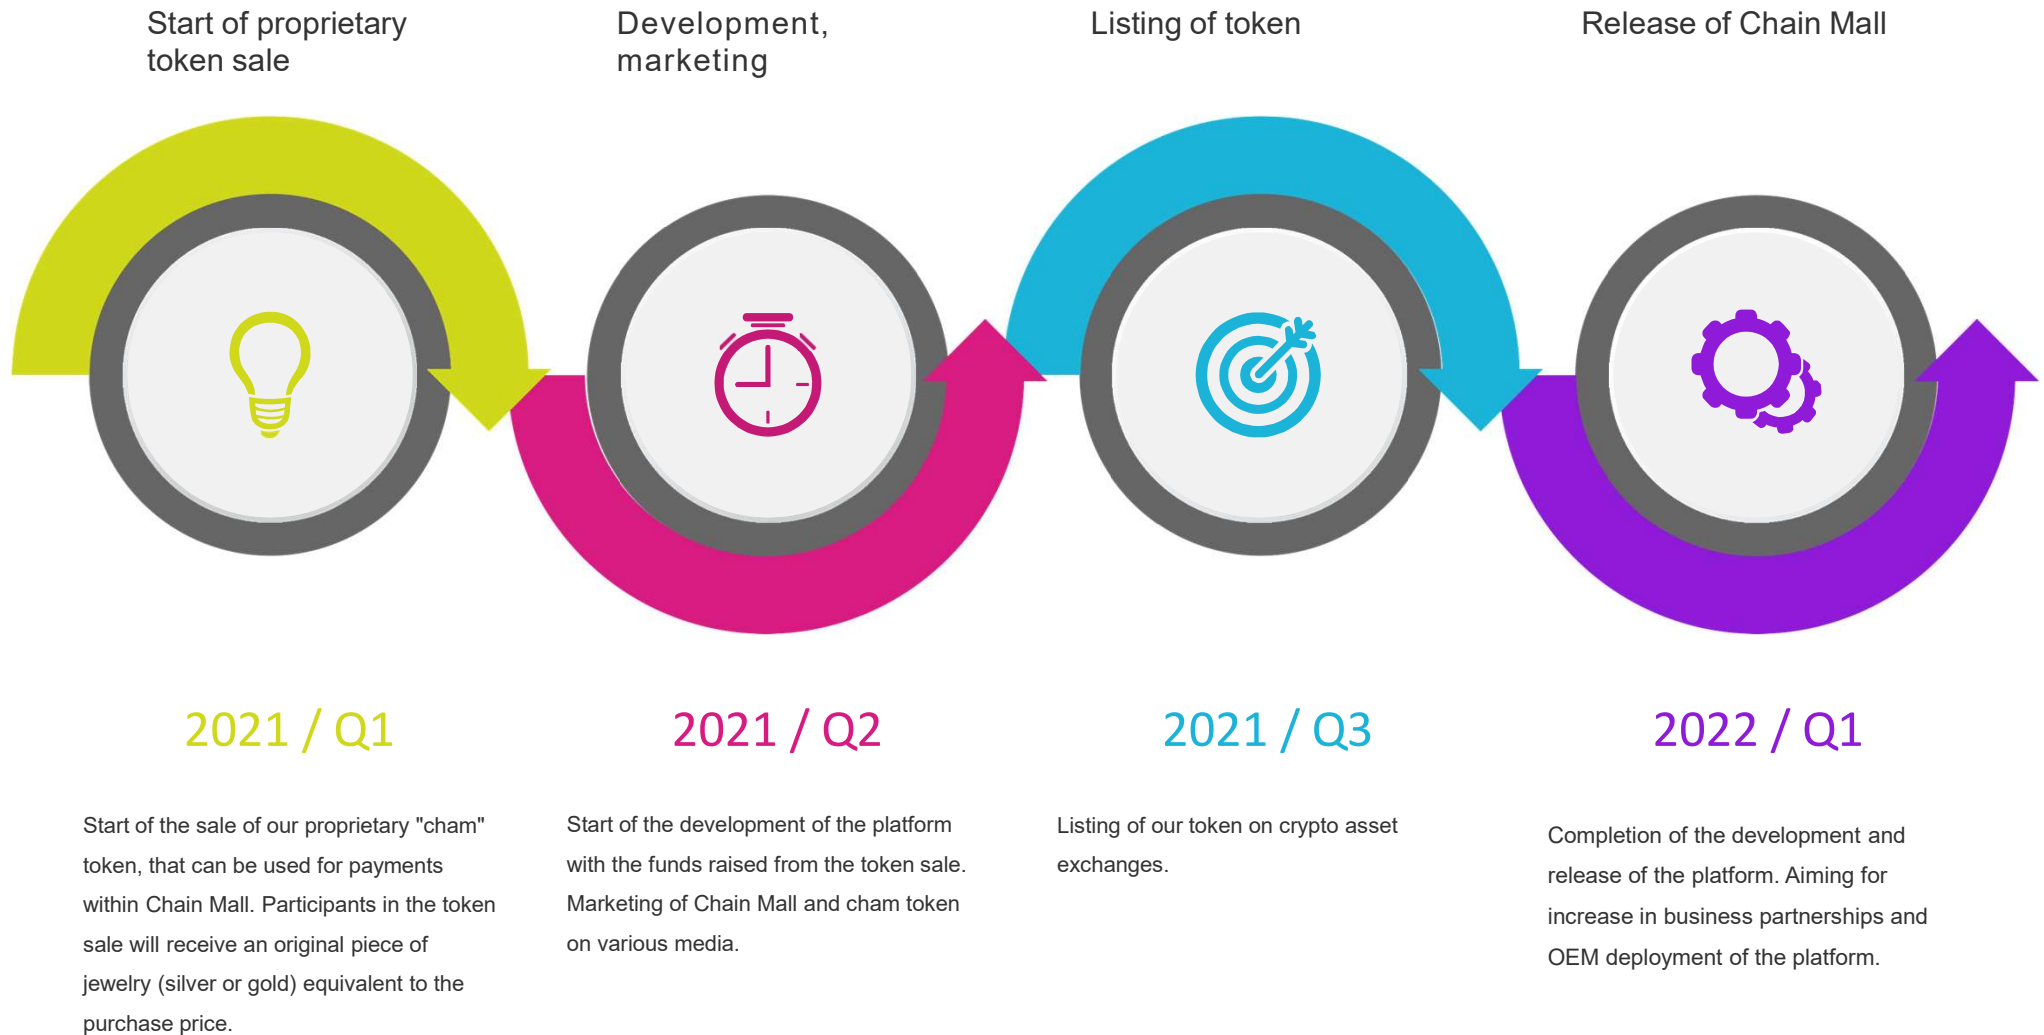 Start of proprietary
token sale
Development,
marketing
Listing of token
Release of Chain Mall
2021 / Q1
2021 / Q2
2021 / Q3
2022 / Q1
Start of the sale of our proprietary "cham"
token, that can be used for payments
within Chain Mall. Participants in the token
sale will receive an original piece of
jewelry (silver or gold) equivalent to the
purchase price.
Start of the development of the platform
with the funds raised from the token sale.
Marketing of Chain Mall and cham token
on various media.
Listing of our token on crypto asset
exchanges.
Completion of the development and
release of the platform. Aiming for
increase in business partnerships and
OEM deployment of the platform.